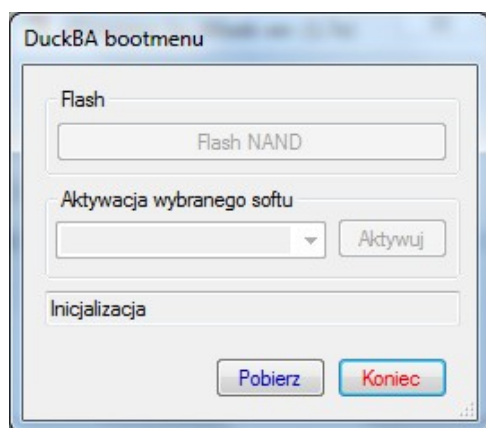 DuckBA bootmenu
Flash
Flash NAND
Aktywacja wybranego softu
Aktywuj
Inicjalizacja
Pobierz
Koniec